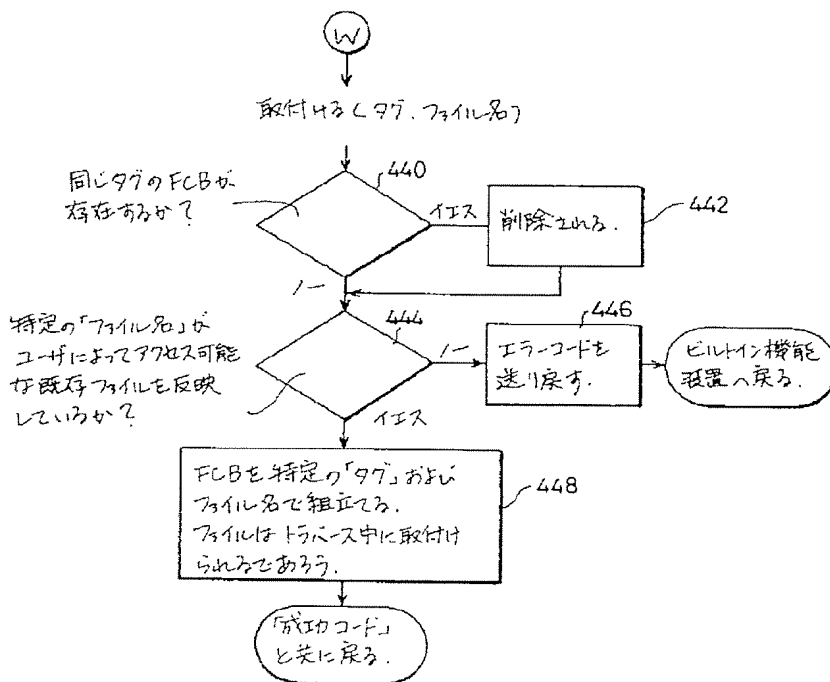 W
取付ける(タグ、ファイル名)
同じタグのFCBが
存在するか?
440
イエス
削除される.
442
ノー
特定の「ファイル名」が
ユーザによってアクセス可能
な既存ファイルを反映
しているか?
444
ノー
446
エラーコードを
送り戻す.
ビルトイン機能
装置へ戻る.
イエス
FCBを特定の「タグ」および
ファイル名で組立てる.
ファイルはトラバース中に取付け
られるであろう.
448
「成功コード」
と共に戻る.